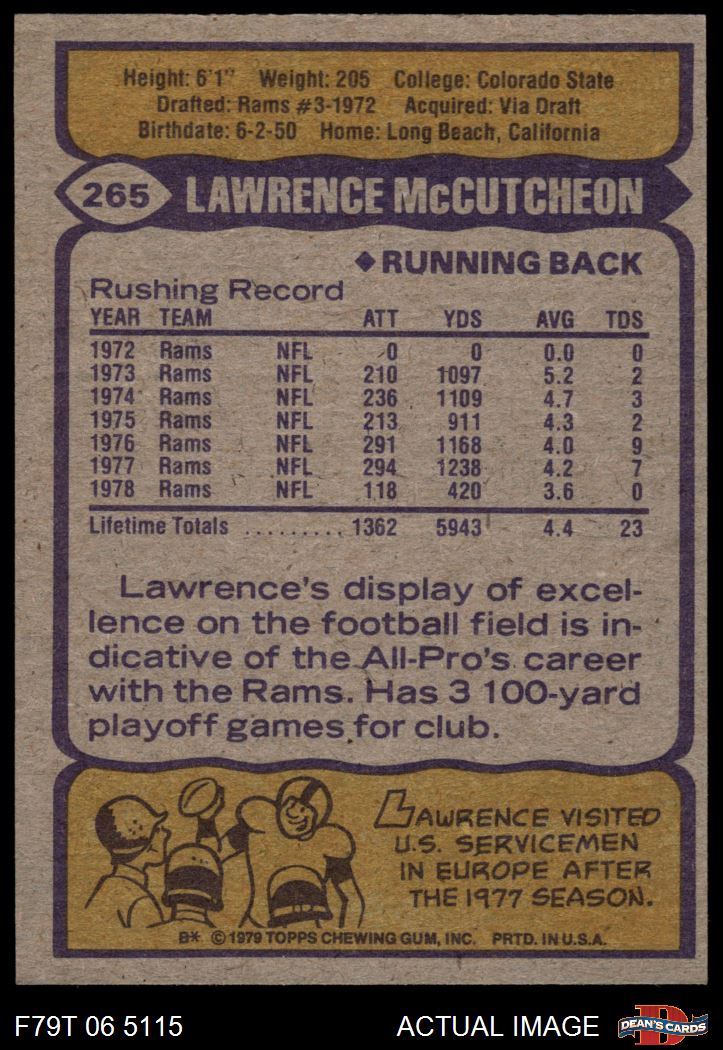 Height: 6'1" Weight: 205 College: Colorado State
Drafted: Rams #3-1972 Acquired: Via Draft
Birthdate: 6-2-50 Home: Long Beach, California
265 LAWRENCE McCUTCHEON
◆ RUNNING BACK
Rushing Record
YEAR TEAM ATT YDS AVG TDS
1972 Rams NFL 0 0 0.0 0
1973 Rams NFL 210 1097 5.2 2
1974 Rams NFL 236 1109 4.7 3
1975 Rams NFL 213 911 4.3 2
1976 Rams NFL 291 1168 4.0 9
1977 Rams NFL 294 1238 4.2 7
1978 Rams NFL 118 420 3.6 0
Lifetime Totals .......... 1362 5943 4.4 23
Lawrence's display of excel-
lence on the football field is in-
dicative of the All-Pro's career
with the Rams. Has 3 100-yard
playoff games for club.
LAWRENCE VISITED
U.S. SERVICEMEN
IN EUROPE AFTER
THE 1977 SEASON.
B* © 1979 TOPPS CHEWING GUM, INC. PRTD. IN U.S.A.
F79T 06 5115 ACTUAL IMAGE D DEAN'S CARDS